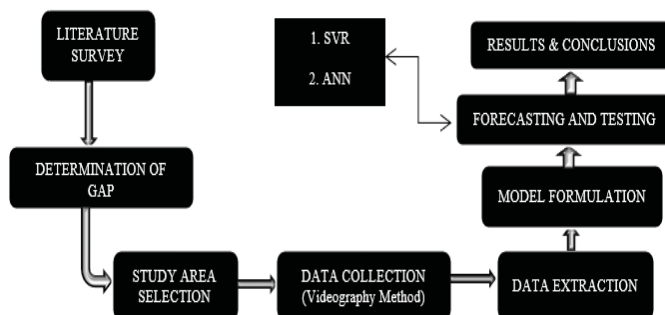 LITERATURE
SURVEY
DETERMINATION OF
GAP
STUDY AREA
SELECTION
DATA COLLECTION
(Videography Method)
DATA EXTRACTION
MODEL FORMULATION
FORECASTING AND TESTING
1. SVR
2. ANN
RESULTS & CONCLUSIONS